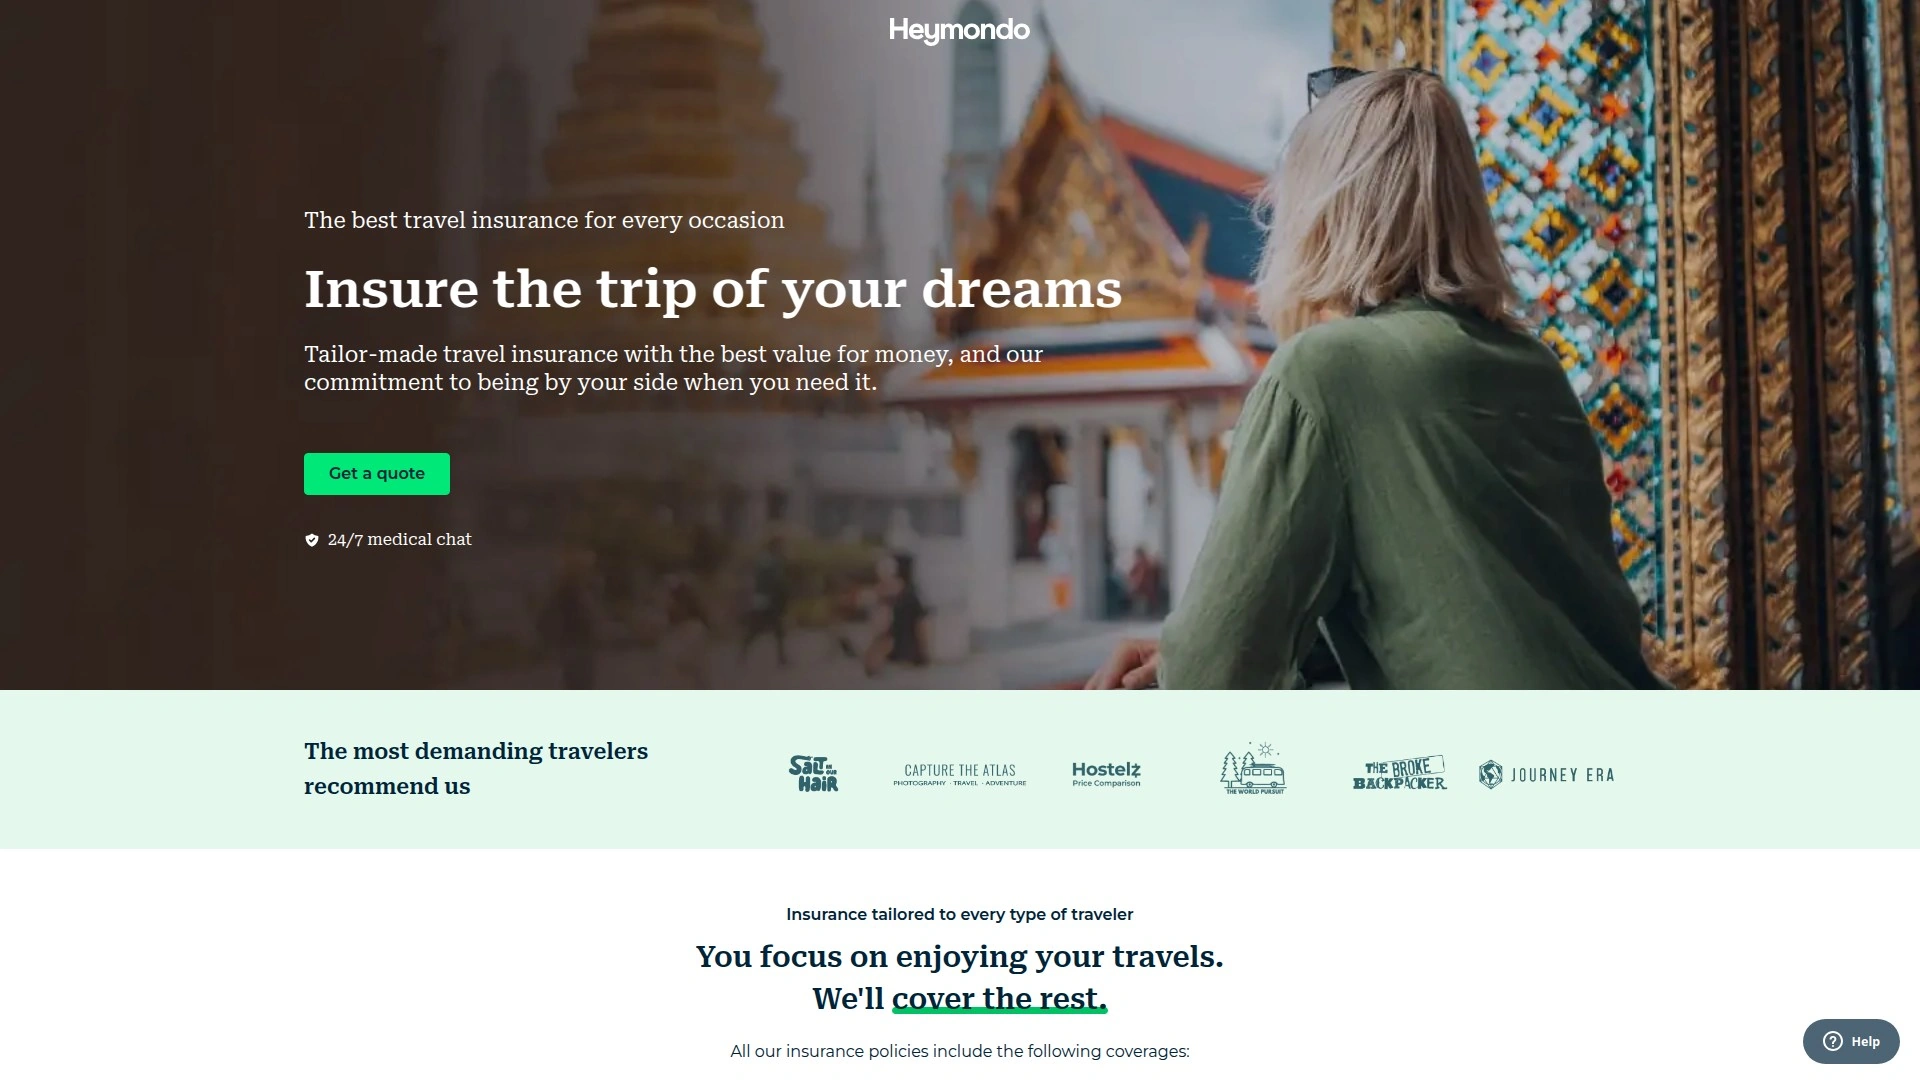 Heymondo
The best travel insurance for every occasion
Insure the trip of your dreams
Tailor-made travel insurance with the best value for money, and our
commitment to being by your side when you need it.
Get a quote
24/7 medical chat
The most demanding travelers
recommend us
SALT IN OUR HAIR
CAPTURE THE ATLAS
PHOTOGRAPHY · TRAVEL · ADVENTURE
Hostelz
Price Comparison
THE WORLD PURSUIT
THE BROKE
BACKPACKER
JOURNEY ERA
Insurance tailored to every type of traveler
You focus on enjoying your travels.
We'll cover the rest.
All our insurance policies include the following coverages:
Help